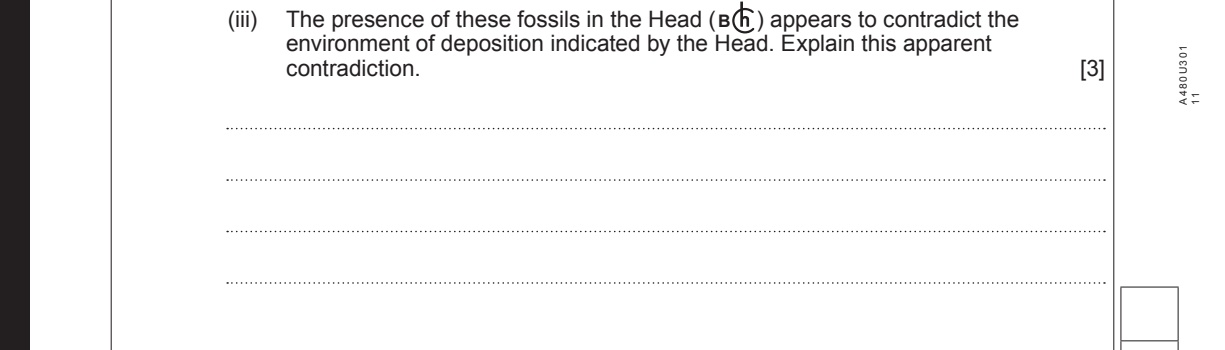 (iii) The presence of these fossils in the Head (Bh) appears to contradict the
environment of deposition indicated by the Head. Explain this apparent
contradiction. [3]
A480U301
11